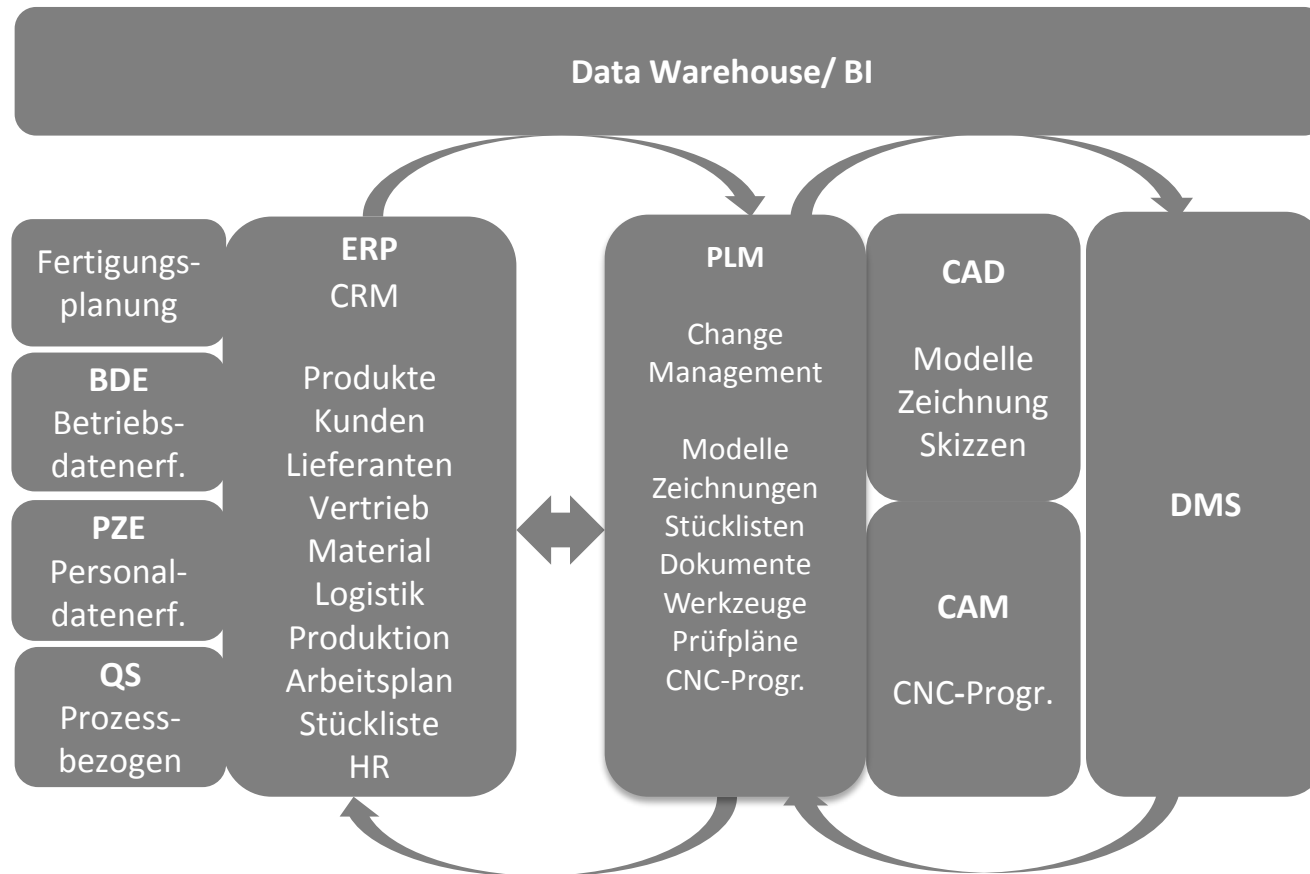 Data Warehouse/ BI
Fertigungs-
planung
BDE
Betriebs-
datenerf.
PZE
Personal-
datenerf.
QS
Prozess-
bezogen
ERP
CRM
Produkte
Kunden
Lieferanten
Vertrieb
Material
Logistik
Produktion
Arbeitsplan
Stückliste
HR
PLM
Change
Management
Modelle
Zeichnungen
Stücklisten
Dokumente
Werkzeuge
Prüfpläne
CNC-Progr.
CAD
Modelle
Zeichnung
Skizzen
CAM
CNC-Progr.
DMS